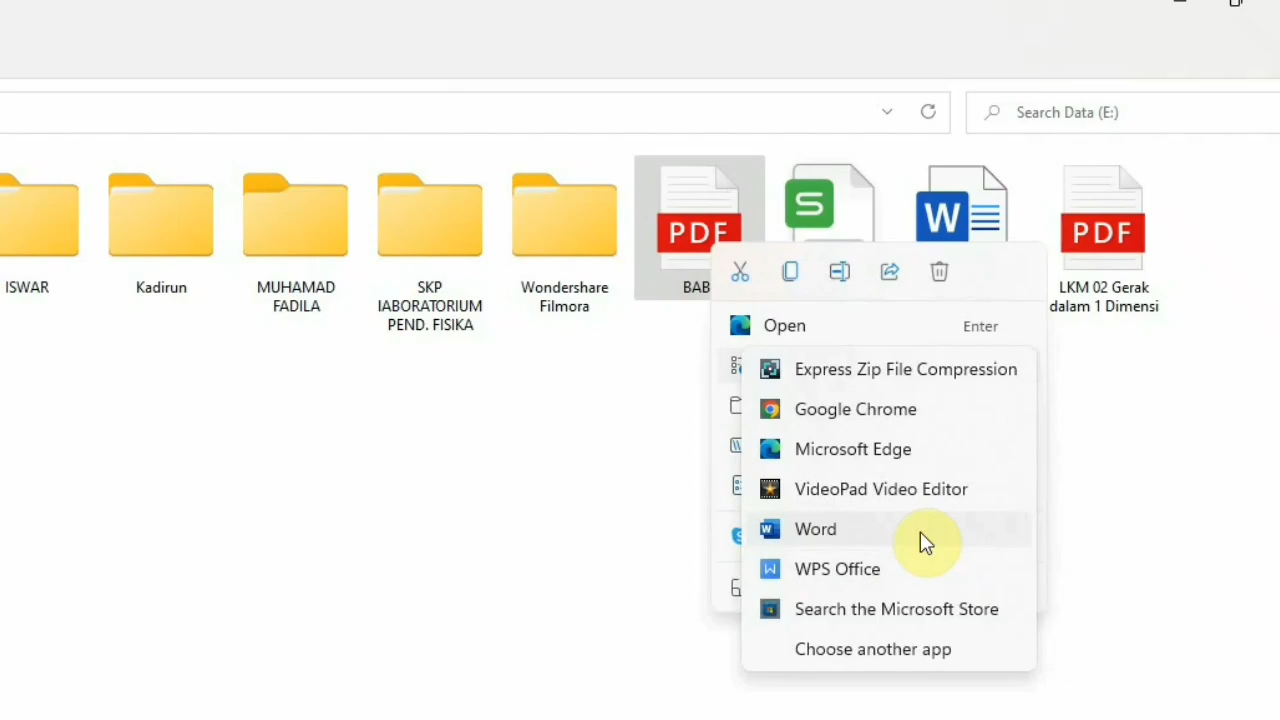 Search Data (E:)
S
W
PDF
PDF
ISWAR
Kadirun
MUHAMAD
FADILA
SKP
lABORATORIUM
PEND. FISIKA
Wondershare
Filmora
BAB
LKM 02 Gerak
dalam 1 Dimensi
Open Enter
Express Zip File Compression
Google Chrome
Microsoft Edge
VideoPad Video Editor
Word
WPS Office
Search the Microsoft Store
Choose another app